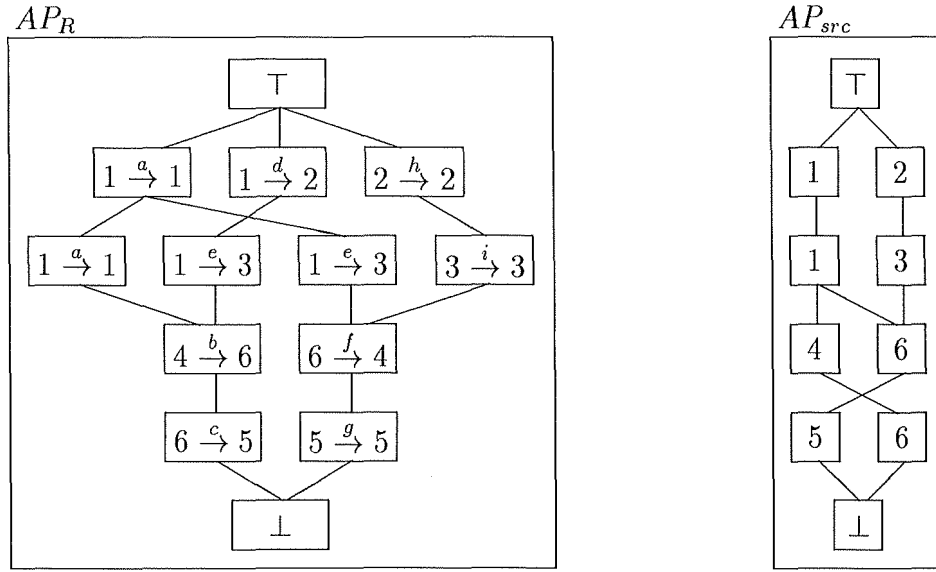 AP_R AP_src
⊤ ⊤
1 →^a 1 1 →^d 2 2 →^h 2 1 2
1 →^a 1 1 →^e 3 1 →^e 3 3 →^i 3 1 3
4 →^b 6 6 →^f 4 4 6
6 →^c 5 5 →^g 5 5 6
⊥ ⊥